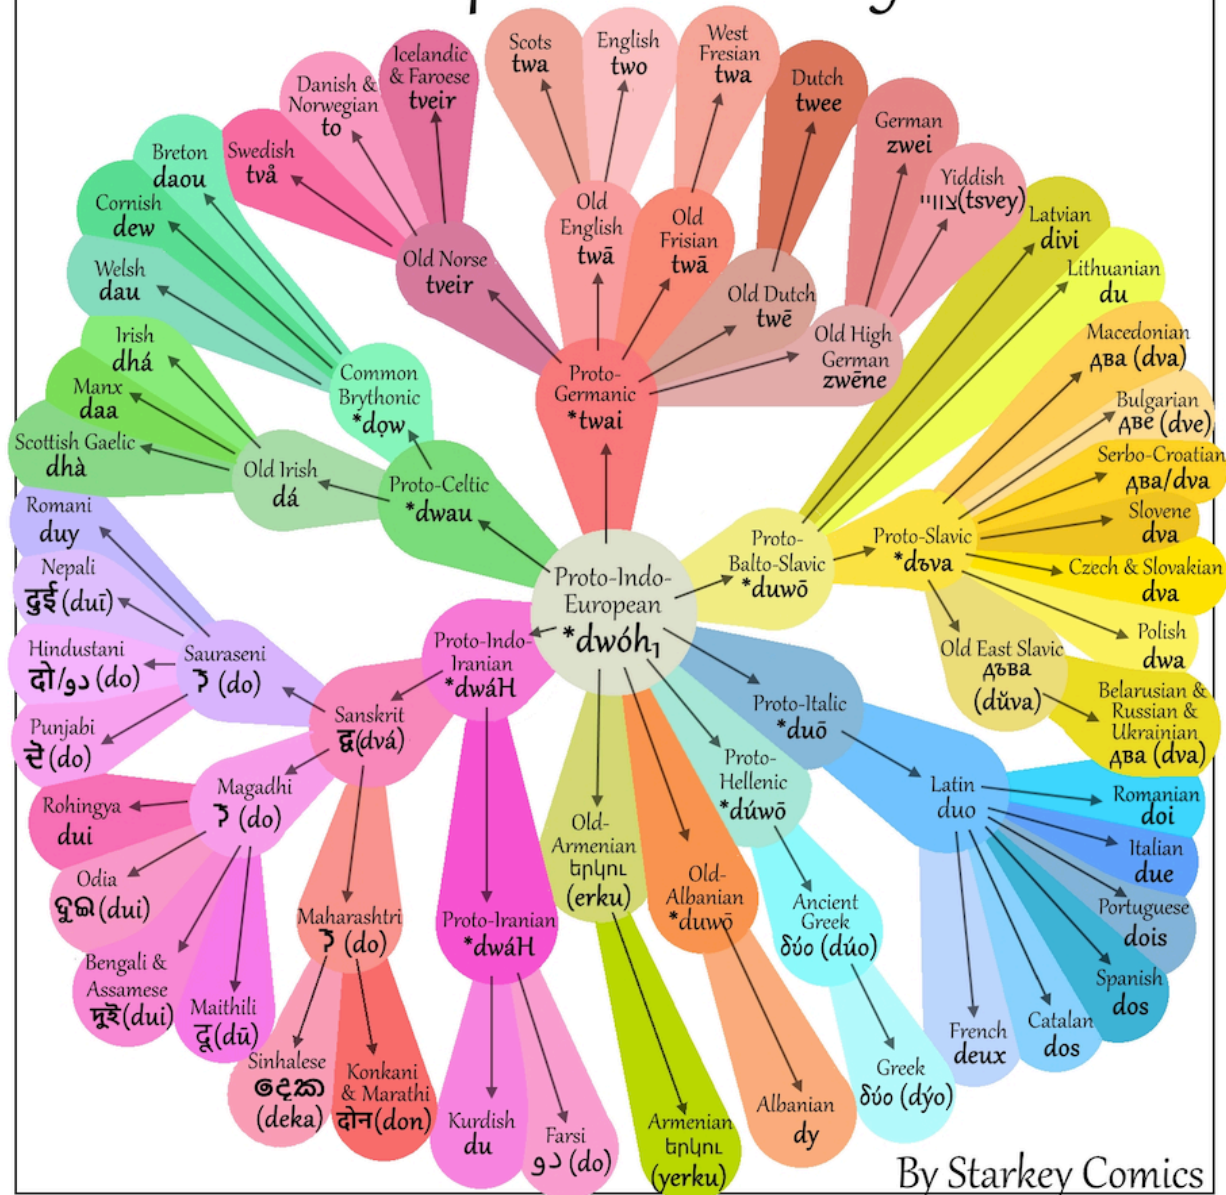 Scots
twa
English
two
West
Fresian
twa
Dutch
twee
German
zwei
Yiddish
צווײ(tsvey)
Icelandic
& Faroese
tveir
Danish &
Norwegian
to
Swedish
två
Old Norse
tveir
Old
English
twā
Old
Frisian
twā
Old Dutch
twē
Old High
German
zwēne
Proto-
Germanic
*twai
Breton
daou
Cornish
dew
Welsh
dau
Common
Brythonic
*dọw
Irish
dhá
Manx
daa
Scottish Gaelic
dhà
Old Irish
dá
Proto-Celtic
*dwau
Latvian
divi
Lithuanian
du
Macedonian
два (dva)
Bulgarian
две (dve)
Serbo-Croatian
два/dva
Slovene
dva
Czech & Slovakian
dva
Polish
dwa
Belarusian &
Russian &
Ukrainian
два (dva)
Old East Slavic
дъва
(dŭva)
Proto-Slavic
*dъva
Proto-
Balto-Slavic
*duwō
Proto-Indo-
European
*dwóh₁
Proto-Indo-
Iranian
*dwáH
Romani
duy
Nepali
दुई (duī)
Hindustani
दो/دو (do)
Punjabi
ਦੋ (do)
Sauraseni
(do)
Sanskrit
द्व(dvá)
Magadhi
(do)
Rohingya
dui
Odia
ଦୁଇ (dui)
Bengali &
Assamese
দুই(dui)
Maithili
दू(dū)
Maharashtri
(do)
Sinhalese
දෙක
(deka)
Konkani
& Marathi
दोन(don)
Proto-Iranian
*dwáH
Kurdish
du
Farsi
دو (do)
Old-
Armenian
երկու
(erku)
Armenian
երկու
(yerku)
Old-
Albanian
*duwō
Albanian
dy
Proto-
Hellenic
*dúwō
Ancient
Greek
δύο (dúo)
Greek
δύο (dýo)
Proto-Italic
*duō
Latin
duo
Romanian
doi
Italian
due
Portuguese
dois
Spanish
dos
Catalan
dos
French
deux
By Starkey Comics